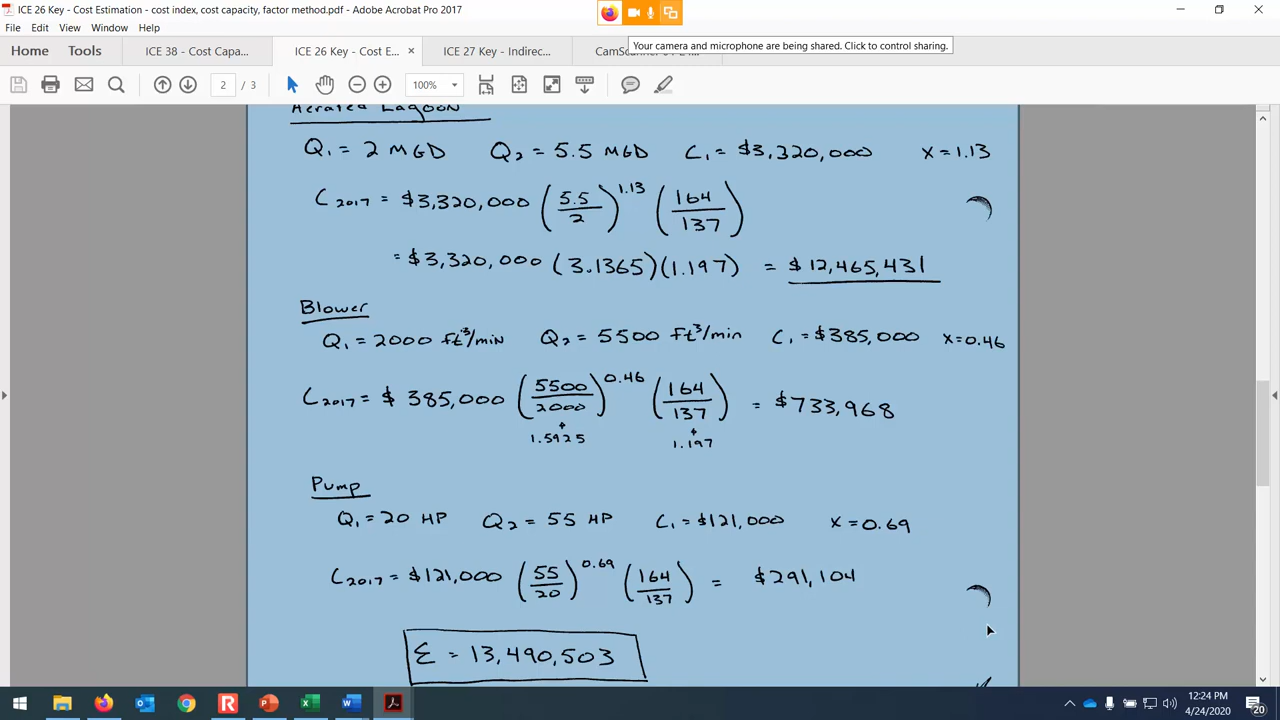 ICE 26 Key - Cost Estimation - cost index, cost capacity, factor method.pdf - Adobe Acrobat Pro 2017
File Edit View Window Help
Your camera and microphone are being shared. Click to control sharing.
Home Tools ICE 38 - Cost Capa... ICE 26 Key - Cost E... × ICE 27 Key - Indirec...
2 / 3 100%
Aerated Lagoon
Q₁ = 2 MGD Q₂ = 5.5 MGD C₁ = $3,320,000 x = 1.13
C2017 = $3,320,000 (5.5/2)^1.13 (164/137)
= $3,320,000 (3.1365)(1.197) = $12,465,431
Blower
Q₁ = 2000 ft³/min Q₂ = 5500 ft³/min C₁ = $385,000 x=0.46
C2017 = $ 385,000 (5500/2000)^0.46 (164/137) = $733,968
1.5925 1.197
Pump
Q₁ = 20 HP Q₂ = 55 HP C₁ = $121,000 x = 0.69
C2017 = $121,000 (55/20)^0.69 (164/137) = $291,104
Σ = 13,490,503
12:24 PM
4/24/2020
20